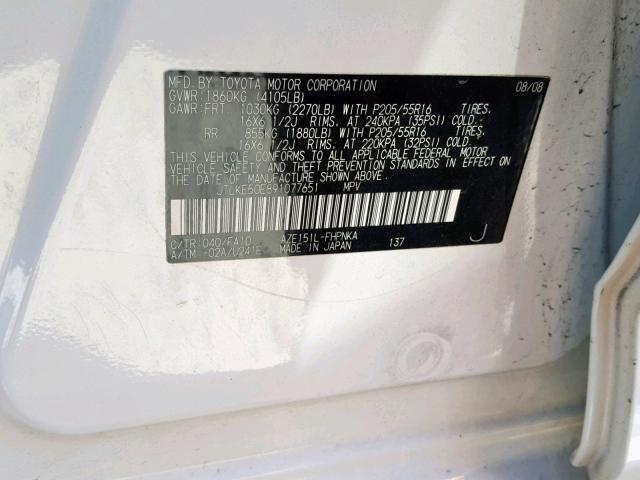 MFD. BY TOYOTA MOTOR CORPORATION 08/08
GVWR 1860KG (4105LB)
GAWR FRT 1030KG (2270LB) WITH P205/55R16 TIRES,
16X6 1/2J RIMS, AT 240KPA (35PSI) COLD
RR 855KG (1880LB) WITH P205/55R16 TIRES,
16X6 1/2J RIMS, AT 220KPA (32PSI) COLD
THIS VEHICLE CONFORMS TO ALL APPLICABLE FEDERAL MOTOR
VEHICLE SAFETY AND THEFT PREVENTION STANDARDS IN EFFECT
ON THE DATE OF MANUFACTURE SHOWN ABOVE.
JTLKE50E891077651 MPV
C/TR 040/FA10 AZE151L-FHPNKA J
A/TM -02A/U241E MADE IN JAPAN 137